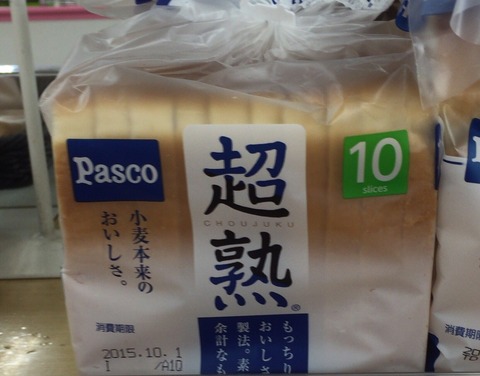 Pasco
小麦本来の
おいしさ。
超熟
CHOUJUKU
®
10
slices
もっちり
おいしさ
製法。素
余計なも
消費期限
2015.10.1
I /A10
消費期限
20